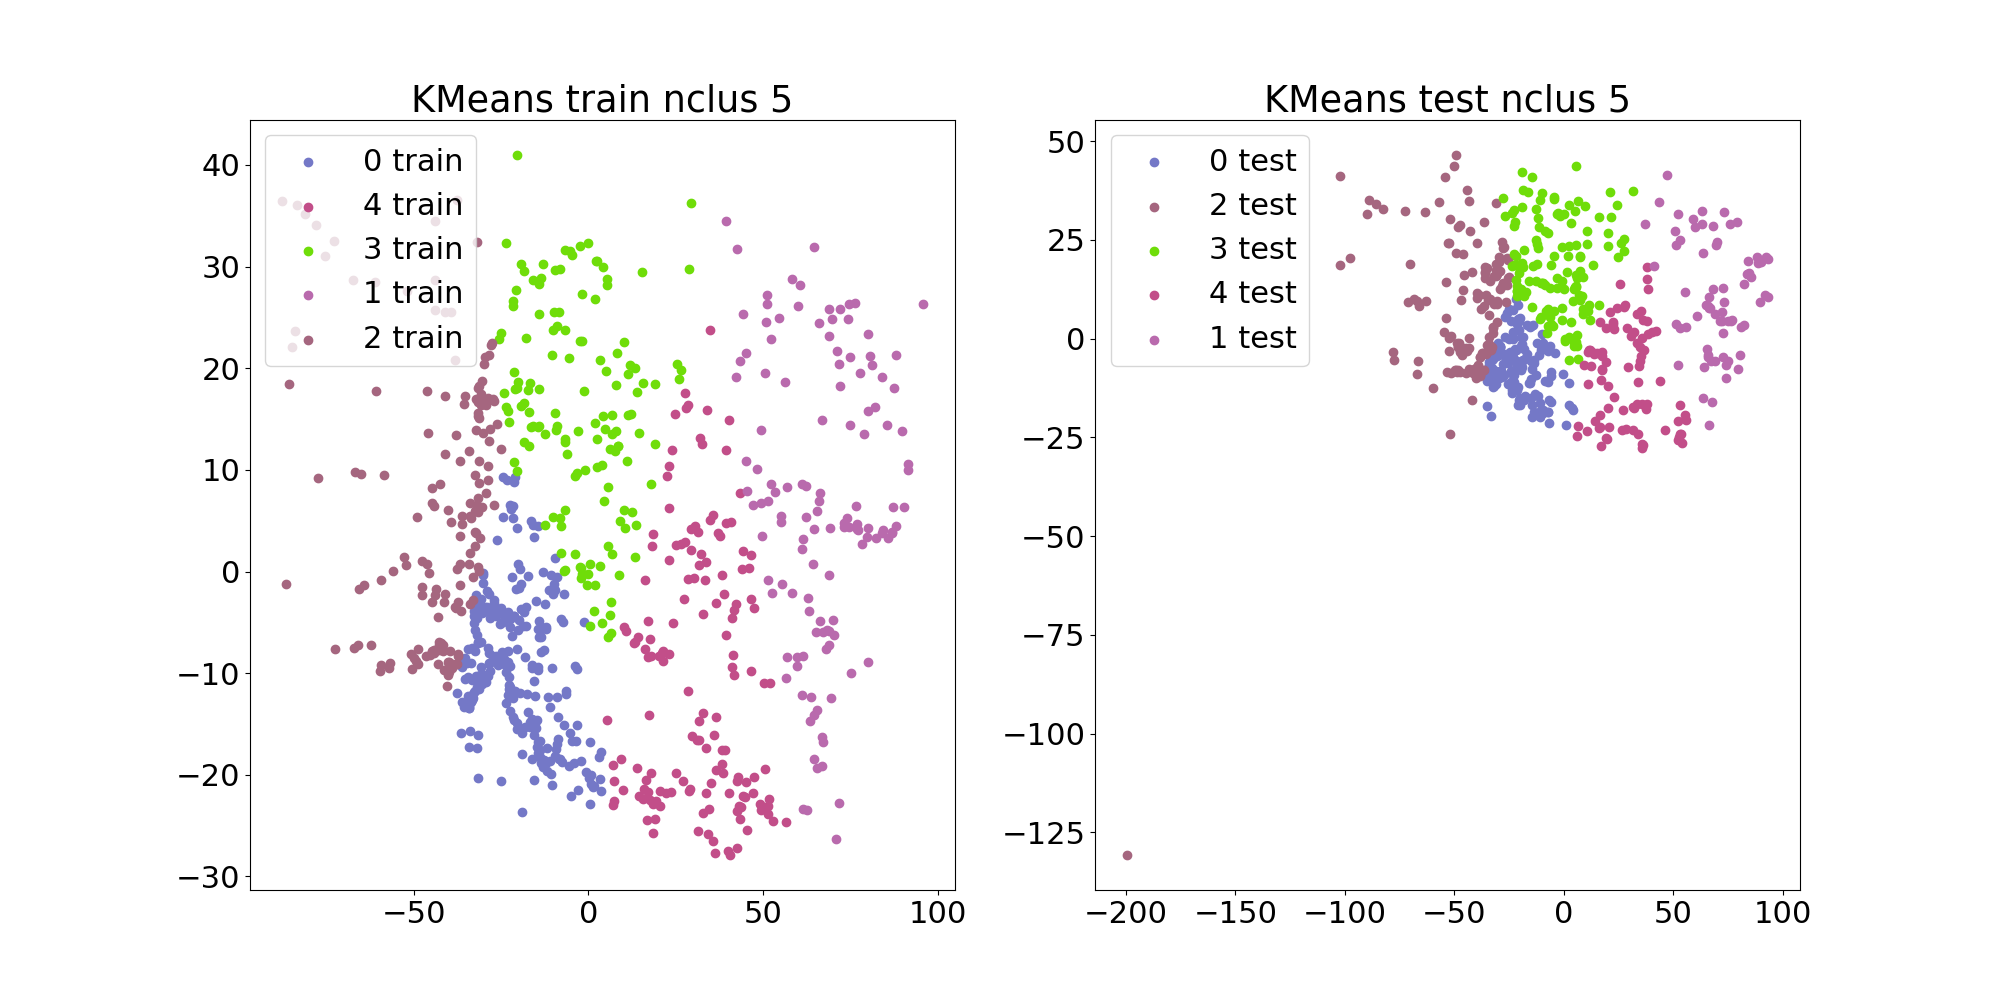 KMeans train nclus 5
0 train
4 train
3 train
1 train
2 train
40
30
20
10
0
−10
−20
−30
−50
0
50
100
KMeans test nclus 5
0 test
2 test
3 test
4 test
1 test
50
25
0
−25
−50
−75
−100
−125
−200
−150
−100
−50
0
50
100